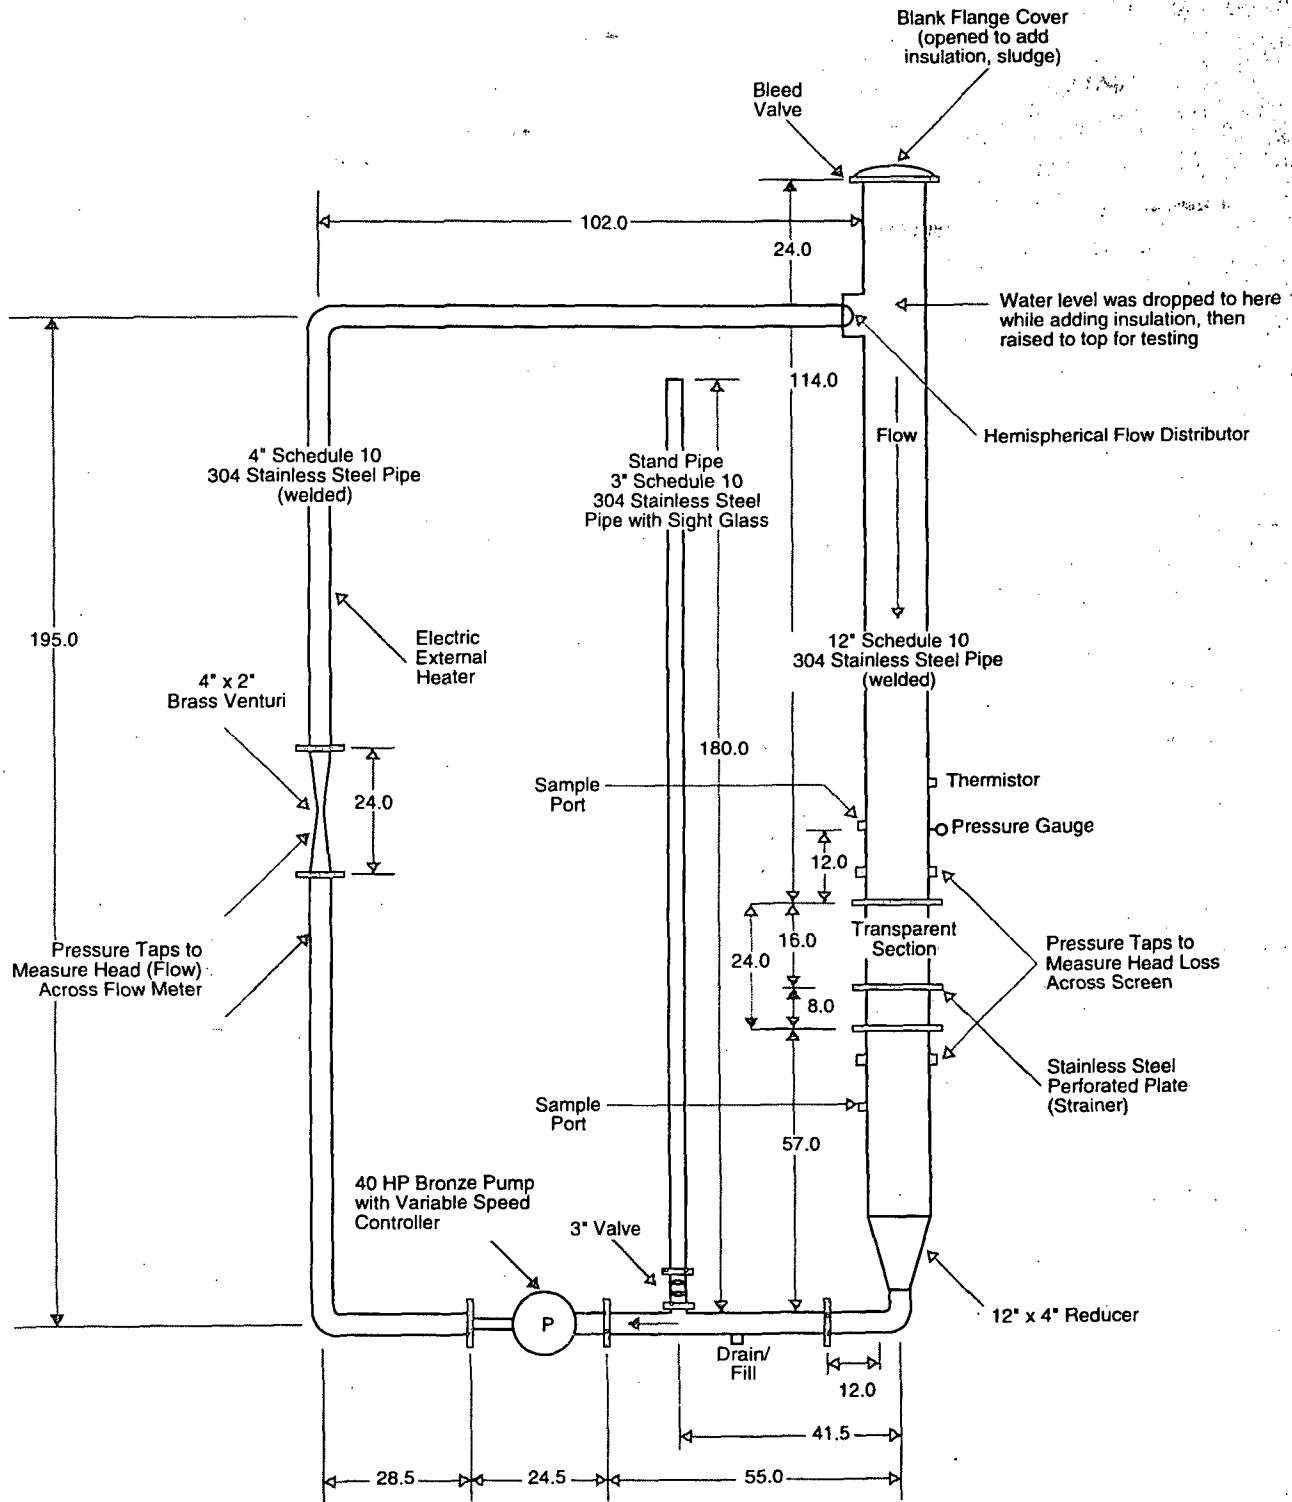 Blank Flange Cover
(opened to add
insulation, sludge)
Bleed
Valve
102.0
24.0
Water level was dropped to here
while adding insulation, then
raised to top for testing
114.0
Flow
Hemispherical Flow Distributor
4" Schedule 10
304 Stainless Steel Pipe
(welded)
Stand Pipe
3" Schedule 10
304 Stainless Steel
Pipe with Sight Glass
195.0
Electric
External
Heater
12" Schedule 10
304 Stainless Steel Pipe
(welded)
4" x 2"
Brass Venturi
180.0
24.0
Sample
Port
Thermistor
Pressure Gauge
12.0
Pressure Taps to
Measure Head (Flow)
Across Flow Meter
Transparent
Section
16.0
24.0
8.0
Pressure Taps to
Measure Head Loss
Across Screen
Stainless Steel
Perforated Plate
(Strainer)
Sample
Port
57.0
40 HP Bronze Pump
with Variable Speed
Controller
3" Valve
P
12" x 4" Reducer
Drain/
Fill
12.0
41.5
28.5
24.5
55.0